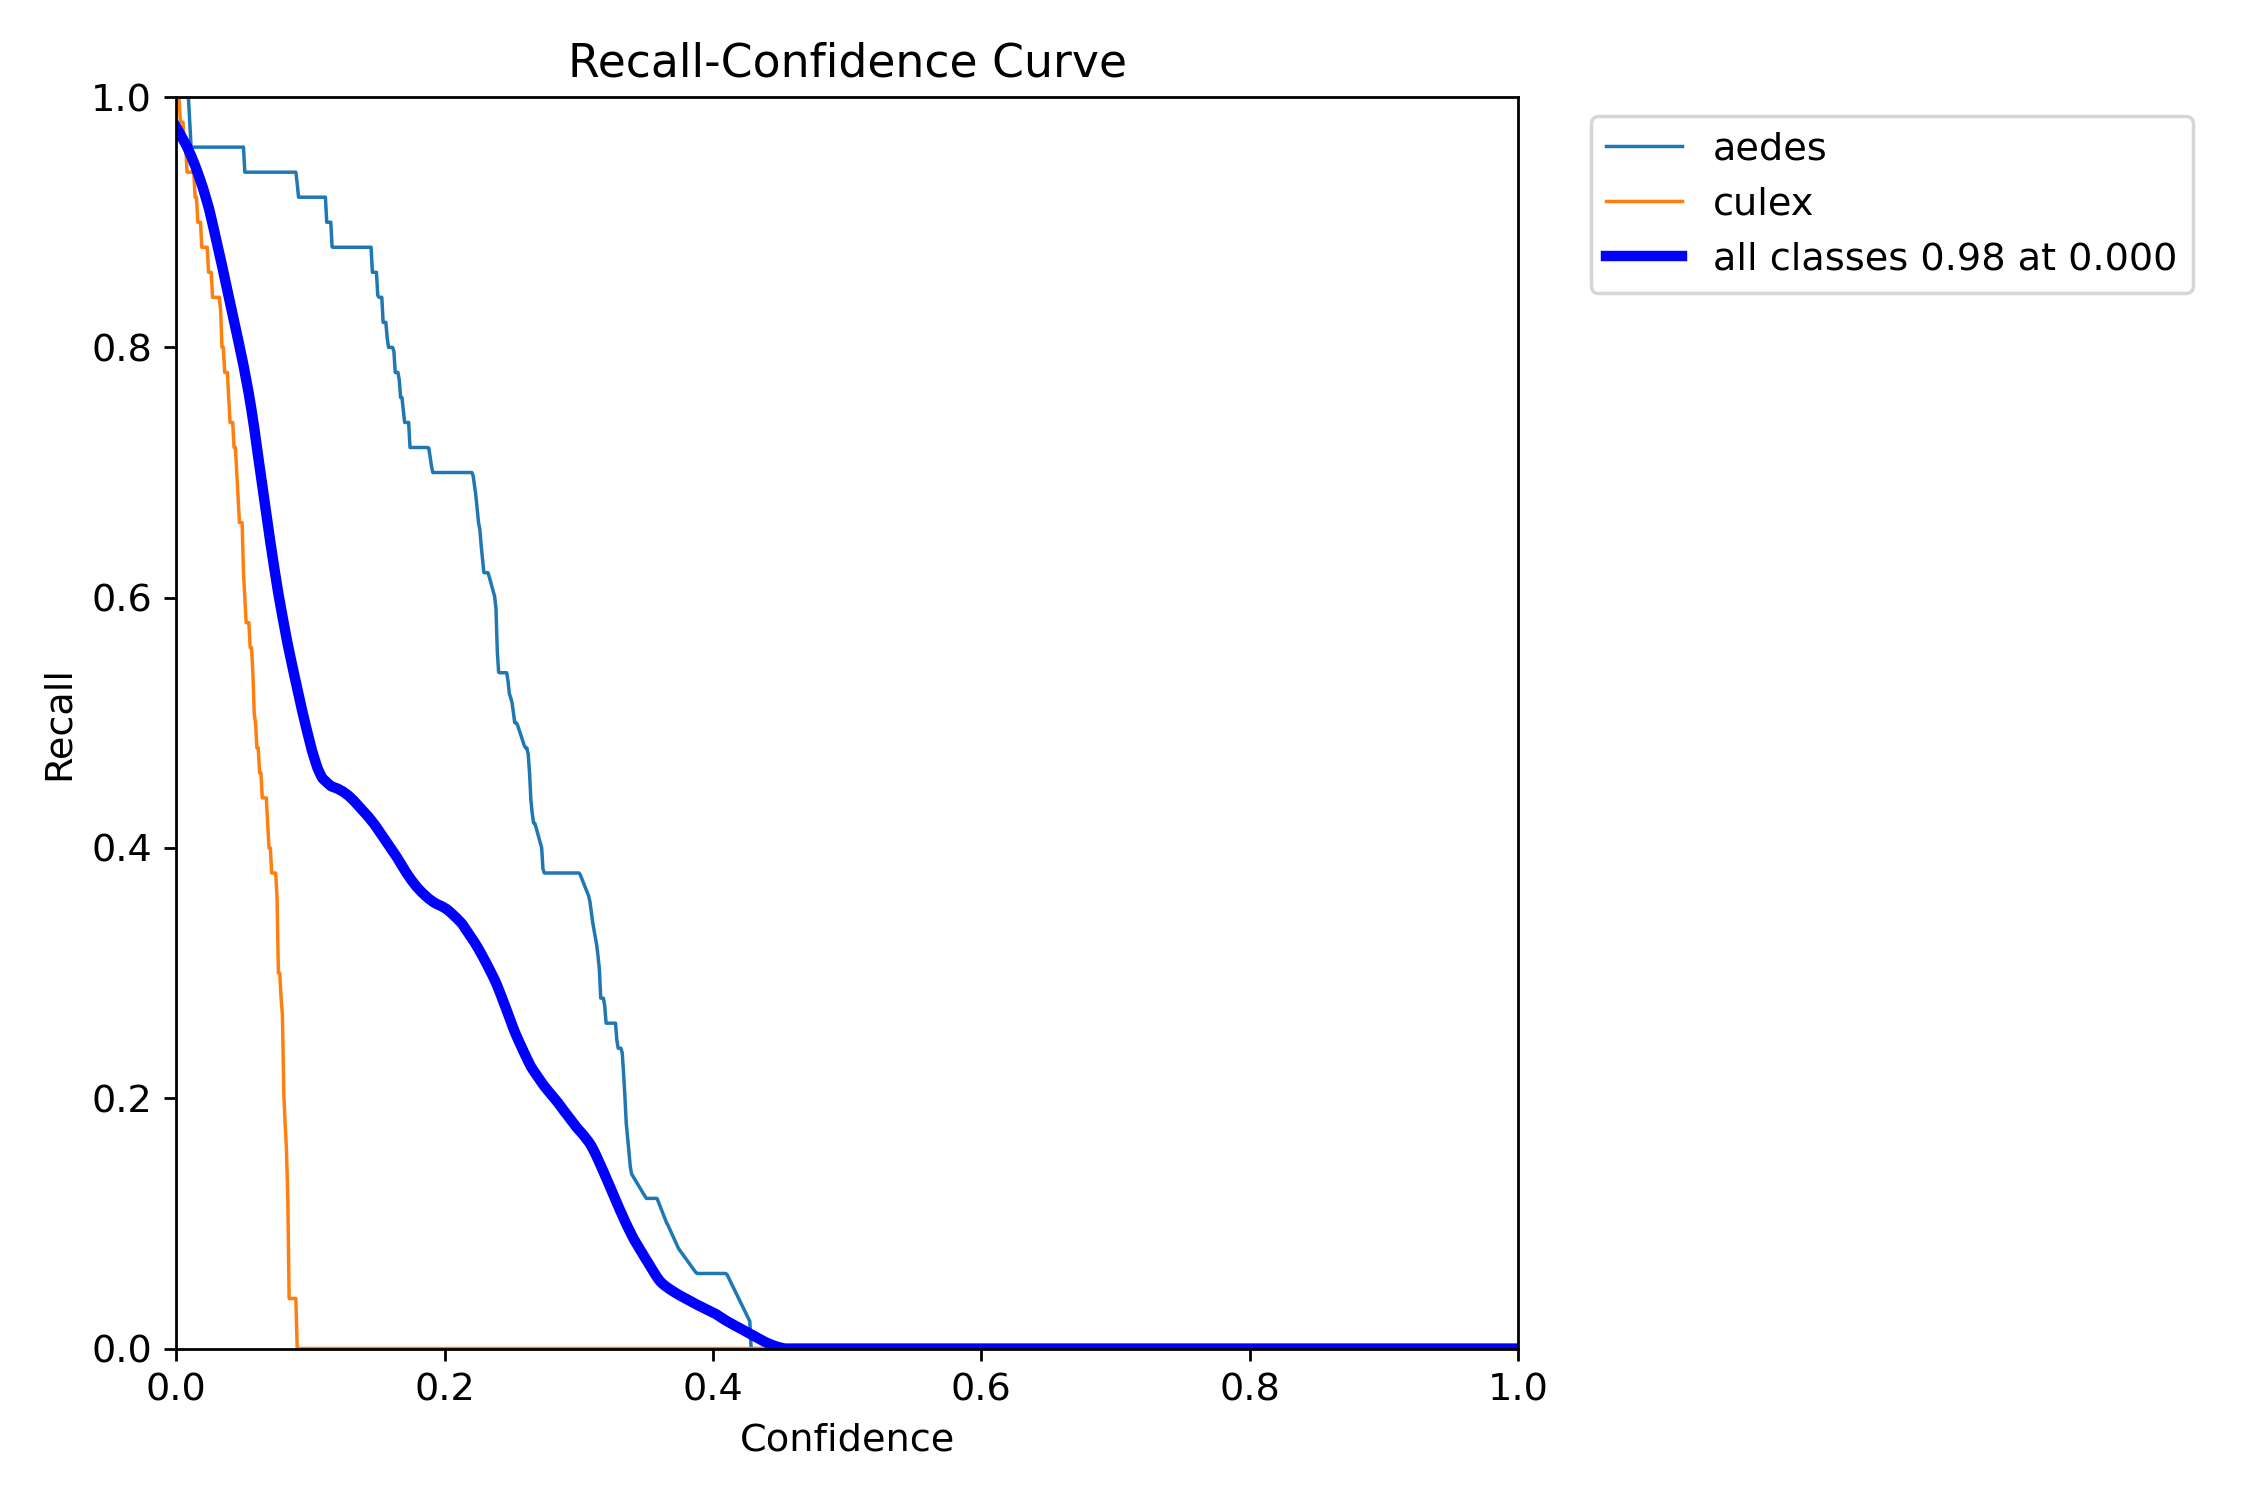 Recall-Confidence Curve
1.0
0.8
0.6
0.4
0.2
0.0
Recall
0.0 0.2 0.4 0.6 0.8 1.0
Confidence
aedes
culex
all classes 0.98 at 0.000